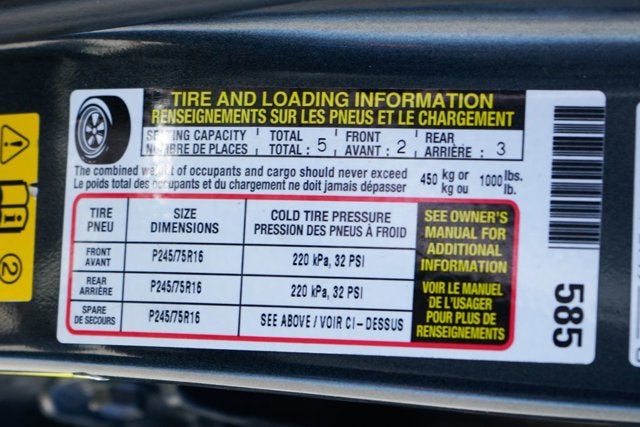 TIRE AND LOADING INFORMATION
RENSEIGNEMENTS SUR LES PNEUS ET LE CHARGEMENT
SEATING CAPACITY TOTAL FRONT REAR
NOMBRE DE PLACES TOTAL : 5 AVANT : 2 ARRIÈRE : 3
The combined weight of occupants and cargo should never exceed 450 kg or 1000 lbs.
Le poids total des occupants et du chargement ne doit jamais dépasser kg ou lb.
TIRE SIZE COLD TIRE PRESSURE
PNEU DIMENSIONS PRESSION DES PNEUS À FROID
FRONT
AVANT P245/75R16 220 kPa, 32 PSI
REAR
ARRIÈRE P245/75R16 220 kPa, 32 PSI
SPARE
DE SECOURS P245/75R16 SEE ABOVE / VOIR CI-DESSUS
SEE OWNER'S
MANUAL FOR
ADDITIONAL
INFORMATION
VOIR LE MANUEL
DE L'USAGER
POUR PLUS DE
RENSEIGNEMENTS
585
2